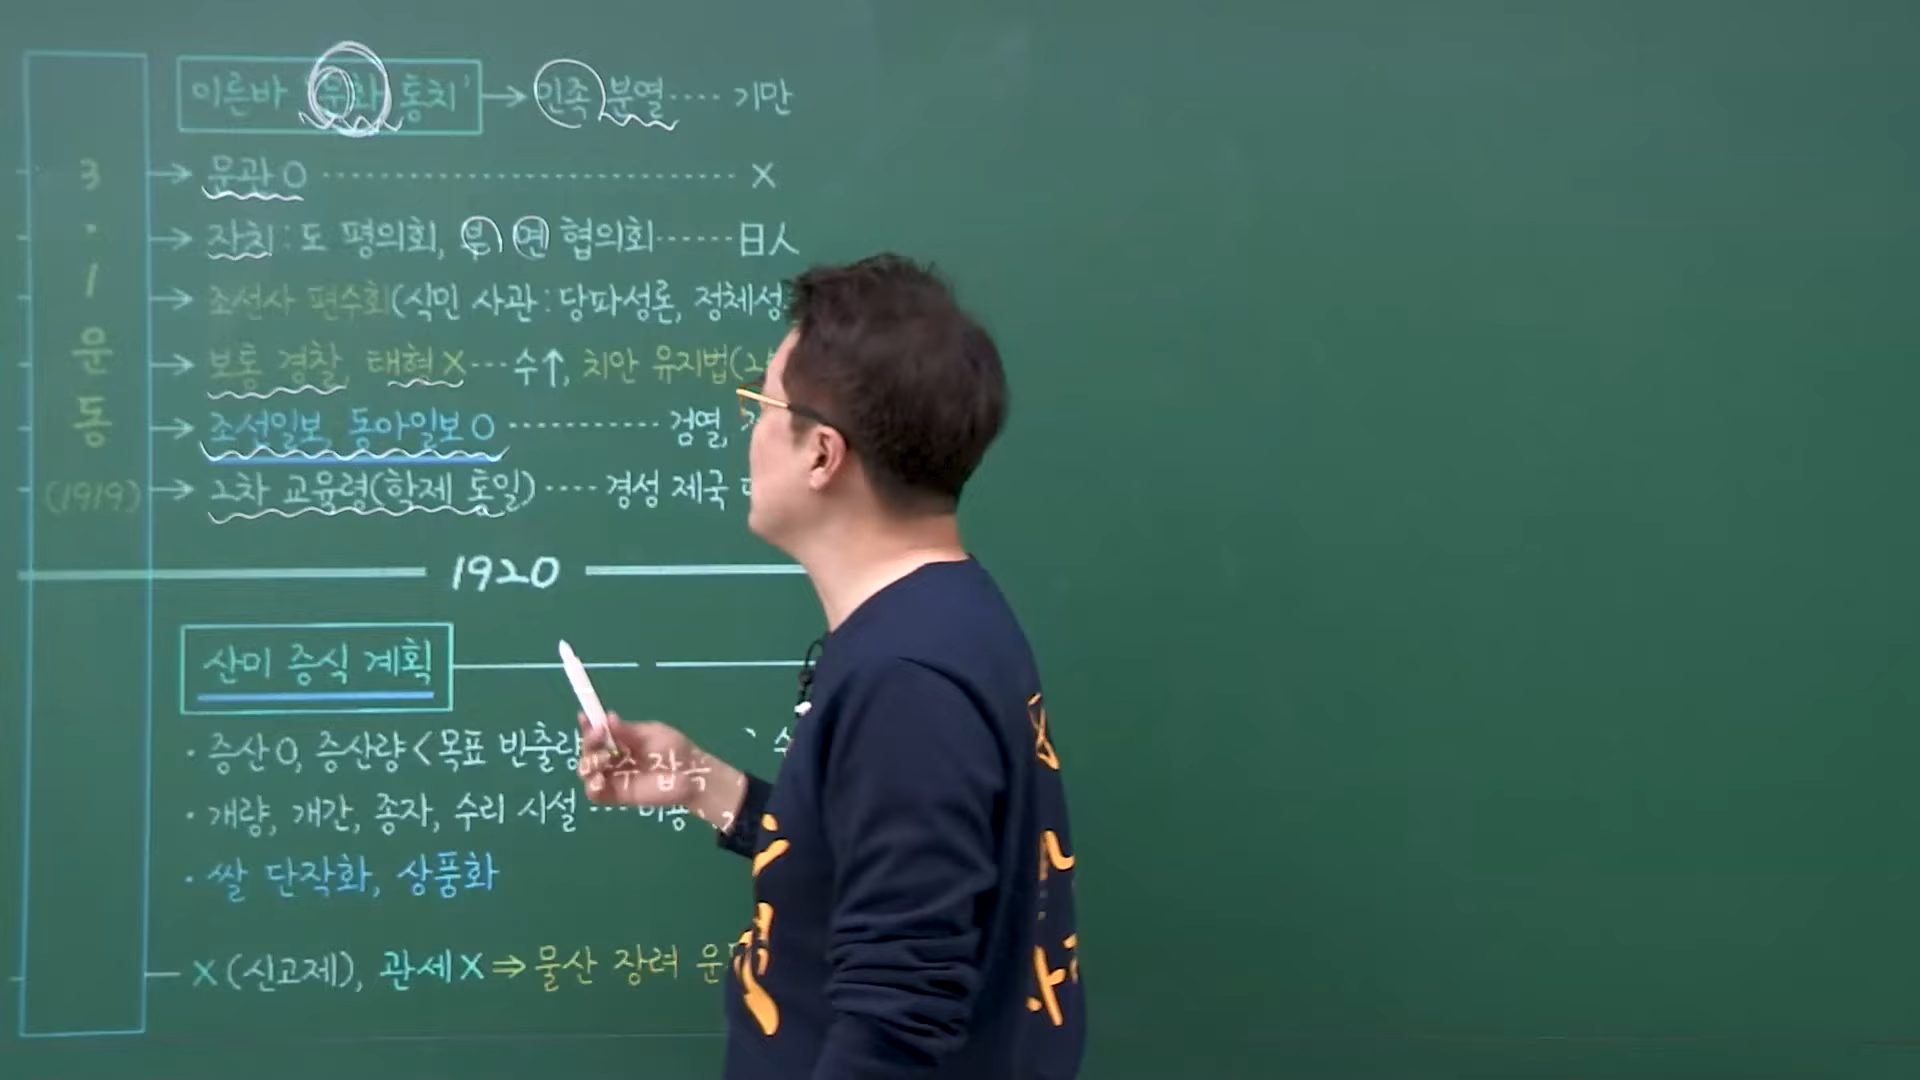 이른바 '문화 통치' → 민족 분열 .... 기만
3 · 1 운동 (1919)
→ 문관 O .... X
→ 자치 : 도 평의회, 부 면 협의회 ...... 日人
→ 조선사 편수회(식민 사관 : 당파성론, 정체성
→ 보통 경찰, 태형 X ... 수↑, 치안 유지법(
→ 조선일보, 동아일보 O .... 검열,
→ 2차 교육령(학제 통일) .... 경성 제국
1920
산미 증식 계획
· 증산 O, 증산량 < 목표 반출량
잡곡
· 개량, 개간, 종자, 수리 시설 ... 비용
· 쌀 단작화, 상품화
X (신고제), 관세 X ⇒ 물산 장려 운